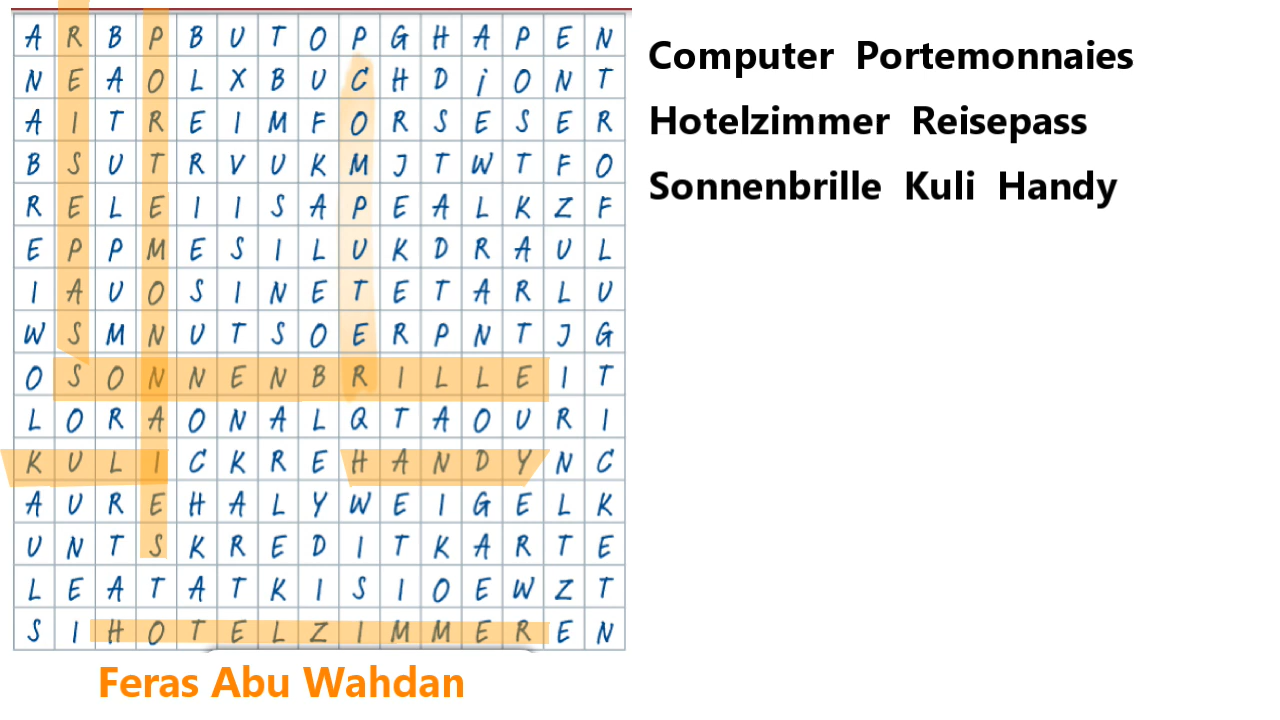 A R B P B U T O P G H A P E N
N E A O L X B U C H D i O N T
A I T R E I M F O R S E S E R
B S U T R V U K M J T W T F O
R E L E I I S A P E A L K Z F
E P P M E S I L U K D R A U L
I A U O S I N E T E T A R L U
W S M N U T S O E R P N T J G
O S O N N E N B R I L L E I T
L O R A O N A L Q T A O U R I
K U L I C K R E H A N D Y N C
A U R E H A L Y W E I G E L K
U N T S K R E D I T K A R T E
L E A T A T K I S I O E W Z T
S I H O T E L Z I M M E R E N
Computer Portemonnaies
Hotelzimmer Reisepass
Sonnenbrille Kuli Handy
Feras Abu Wahdan